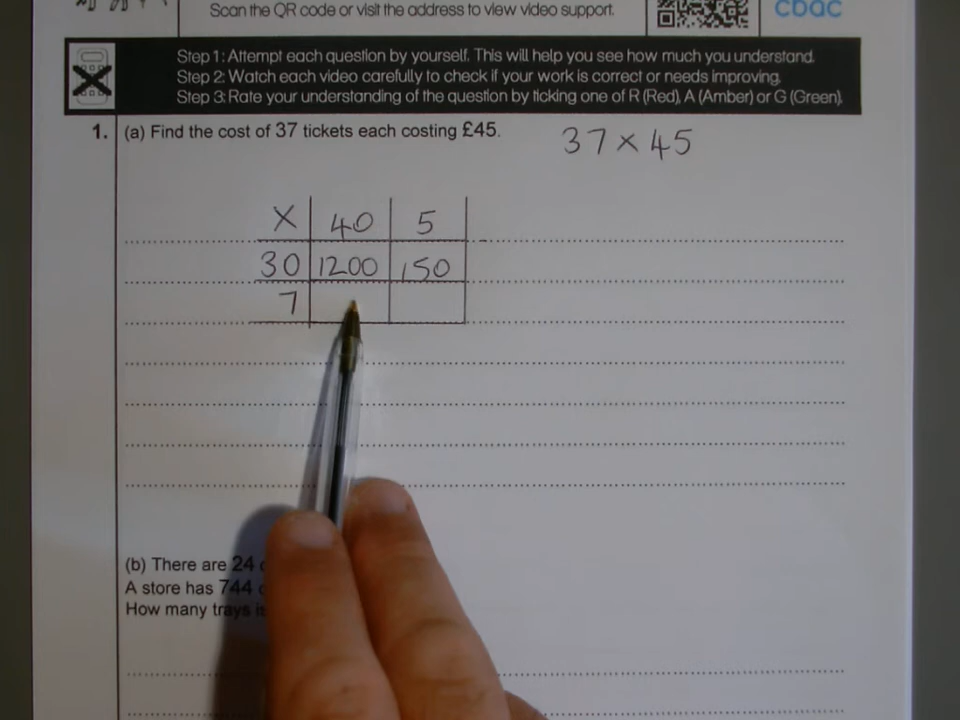 Scan the QR code or visit the address to view video support.
cbac
Step 1: Attempt each question by yourself. This will help you see how much you understand.
Step 2: Watch each video carefully to check if your work is correct or needs improving.
Step 3: Rate your understanding of the question by ticking one of R (Red), A (Amber) or G (Green).
1. (a) Find the cost of 37 tickets each costing £45.
37 × 45
× 40 5
30 1200 150
7
(b) There are 24
A store has 744
How many trays